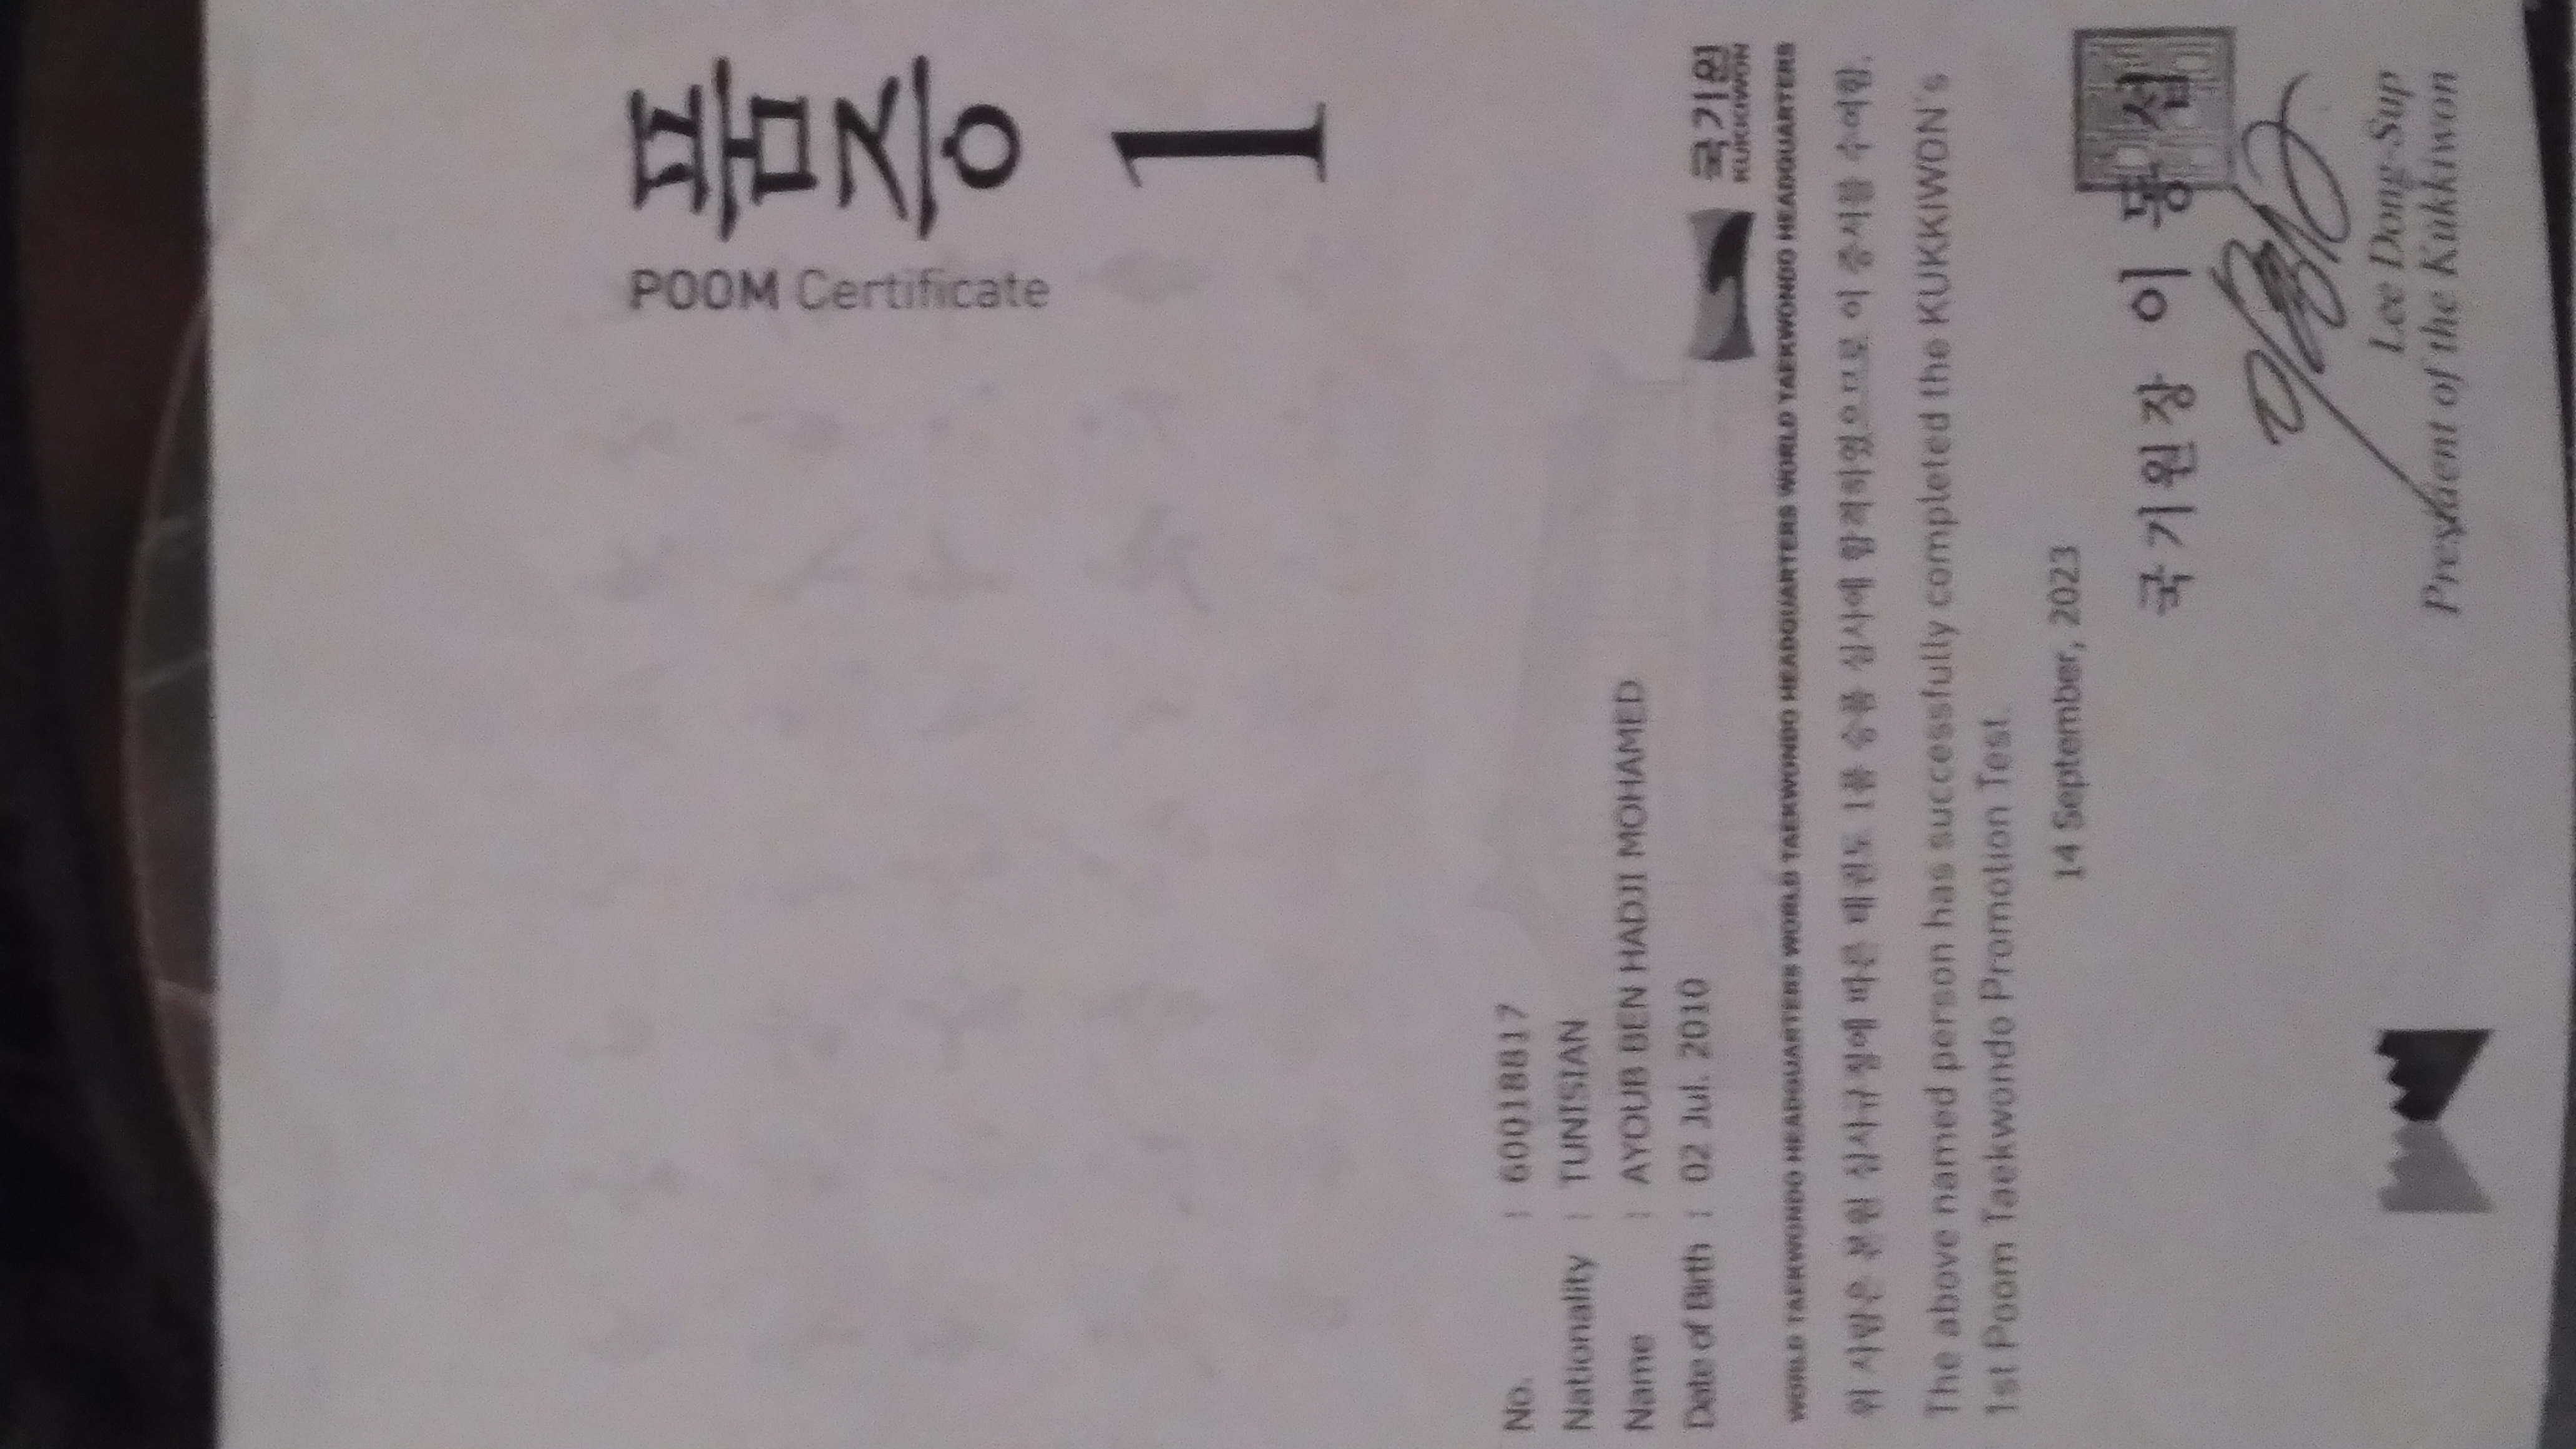 품증 1
POOM Certificate
No. : 60018817
Nationality : TUNISIAN
Name : AYOUB BEN HADJI MOHAMED
Date of Birth : 02 Jul. 2010
국기원
KUKKIWON
WORLD TAEKWONDO HEADQUARTERS WORLD TAEKWONDO HEADQUARTERS WORLD TAEKWONDO HEADQUARTERS WORLD TAEKWONDO HEADQUARTERS
위 사람은 본원 심사규정에 따른 태권도 1품 승품 심사에 합격하였으므로 이 증서를 수여함.
The above named person has successfully completed the KUKKIWON's
1st Poom Taekwondo Promotion Test.
14 September, 2023
국기원장 이동섭
Lee Dong-Sup
President of the Kukkiwon